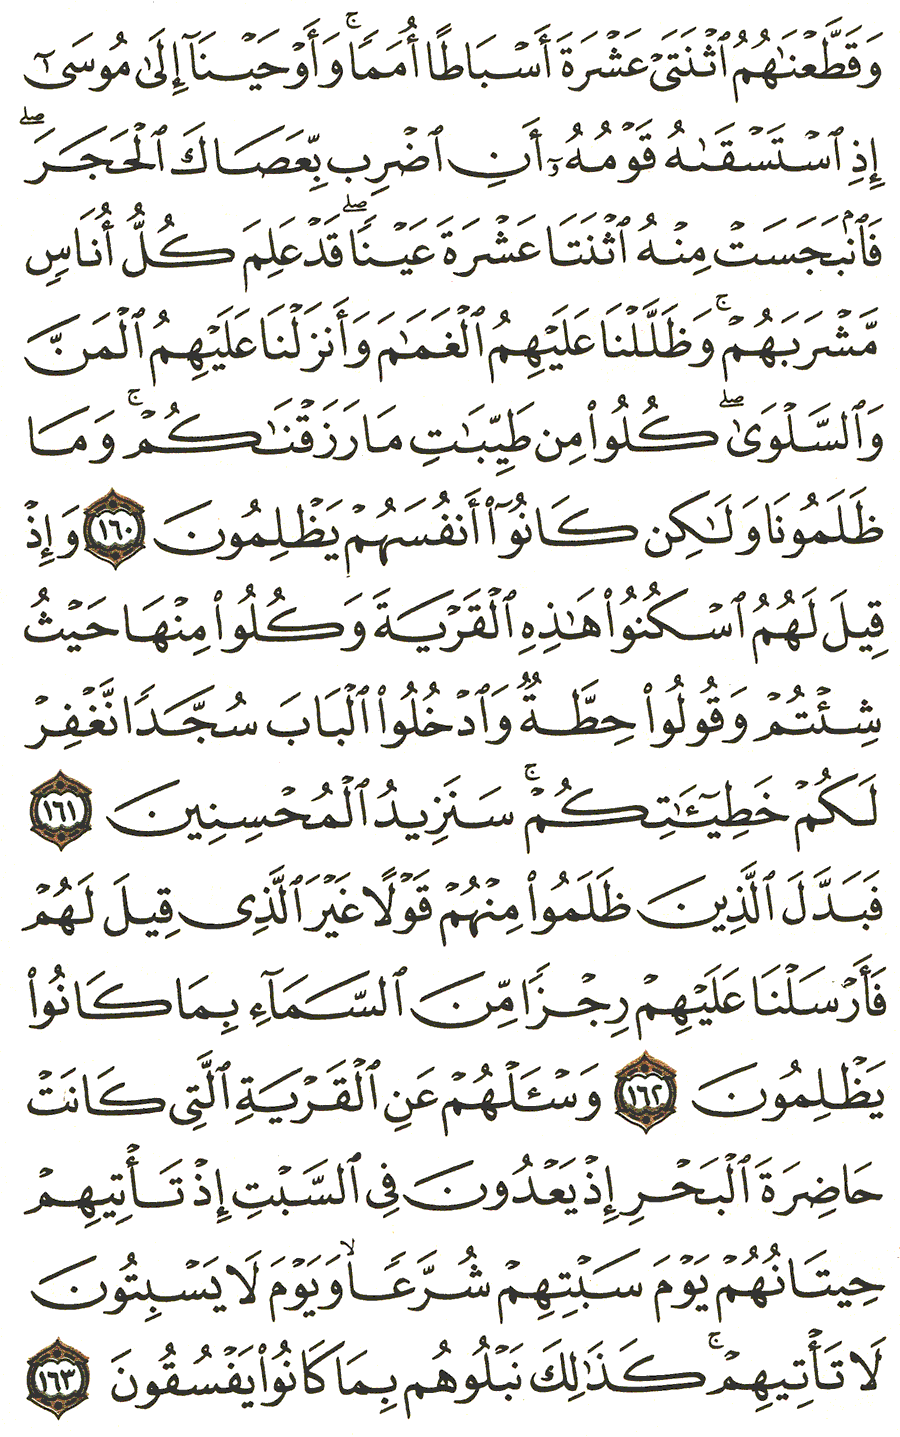 وَقَطَّعْنَٰهُمُ ٱثْنَتَىْ عَشْرَةَ أَسْبَاطًا أُمَمًا ۚ وَأَوْحَيْنَآ إِلَىٰ مُوسَىٰٓ
إِذِ ٱسْتَسْقَىٰهُ قَوْمُهُۥٓ أَنِ ٱضْرِب بِّعَصَاكَ ٱلْحَجَرَ ۖ
فَٱنۢبَجَسَتْ مِنْهُ ٱثْنَتَا عَشْرَةَ عَيْنًا ۖ قَدْ عَلِمَ كُلُّ أُنَاسٍ
مَّشْرَبَهُمْ ۚ وَظَلَّلْنَا عَلَيْهِمُ ٱلْغَمَٰمَ وَأَنزَلْنَا عَلَيْهِمُ ٱلْمَنَّ
وَٱلسَّلْوَىٰ ۖ كُلُوا۟ مِن طَيِّبَٰتِ مَا رَزَقْنَٰكُمْ ۚ وَمَا
ظَلَمُونَا وَلَٰكِن كَانُوٓا۟ أَنفُسَهُمْ يَظْلِمُونَ ١٦٠ وَإِذْ
قِيلَ لَهُمُ ٱسْكُنُوا۟ هَٰذِهِ ٱلْقَرْيَةَ وَكُلُوا۟ مِنْهَا حَيْثُ
شِئْتُمْ وَقُولُوا۟ حِطَّةٌ وَٱدْخُلُوا۟ ٱلْبَابَ سُجَّدًا نَّغْفِرْ
لَكُمْ خَطِيٓـَٰٔتِكُمْ ۚ سَنَزِيدُ ٱلْمُحْسِنِينَ ١٦١
فَبَدَّلَ ٱلَّذِينَ ظَلَمُوا۟ مِنْهُمْ قَوْلًا غَيْرَ ٱلَّذِى قِيلَ لَهُمْ
فَأَرْسَلْنَا عَلَيْهِمْ رِجْزًا مِّنَ ٱلسَّمَآءِ بِمَا كَانُوا۟
يَظْلِمُونَ ١٦٢ وَسْـَٔلْهُمْ عَنِ ٱلْقَرْيَةِ ٱلَّتِى كَانَتْ
حَاضِرَةَ ٱلْبَحْرِ إِذْ يَعْدُونَ فِى ٱلسَّبْتِ إِذْ تَأْتِيهِمْ
حِيتَانُهُمْ يَوْمَ سَبْتِهِمْ شُرَّعًا ۙ وَيَوْمَ لَا يَسْبِتُونَ
لَا تَأْتِيهِمْ ۚ كَذَٰلِكَ نَبْلُوهُم بِمَا كَانُوا۟ يَفْسُقُونَ ١٦٣